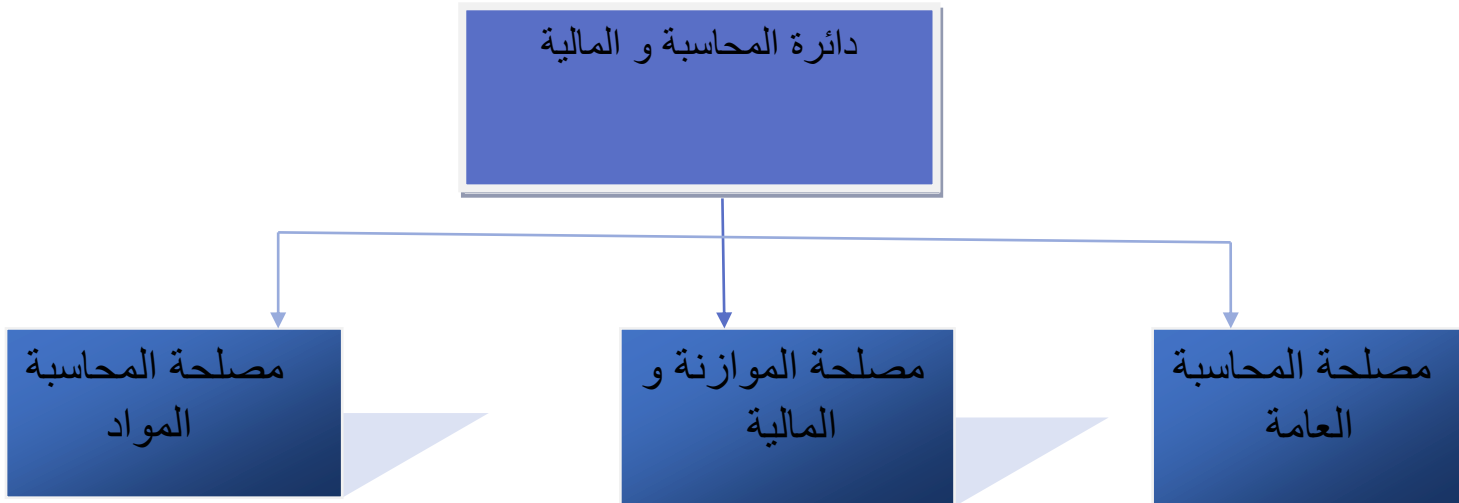 دائرة المحاسبة و المالية
مصلحة المحاسبة
العامة
مصلحة الموازنة و
المالية
مصلحة المحاسبة
المواد